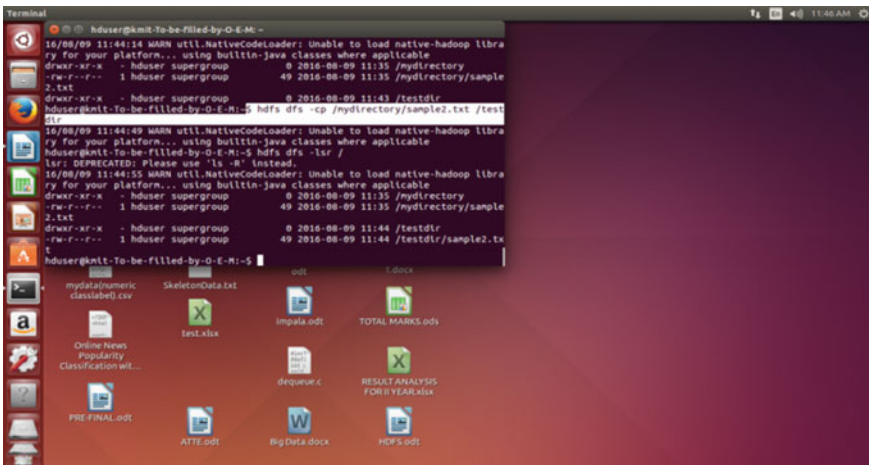 Terminal
En
11:46 AM
hduser@kmit-To-be-filled-by-O-E-M: ~
16/08/09 11:44:14 WARN util.NativeCodeLoader: Unable to load native-hadoop libra
ry for your platform... using builtin-java classes where applicable
drwxr-xr-x - hduser supergroup 0 2016-08-09 11:35 /mydirectory
-rw-r--r-- 1 hduser supergroup 49 2016-08-09 11:35 /mydirectory/sample
2.txt
drwxr-xr-x - hduser supergroup 0 2016-08-09 11:43 /testdir
hduser@kmit-To-be-filled-by-O-E-M:~$ hdfs dfs -cp /mydirectory/sample2.txt /test
dir
16/08/09 11:44:49 WARN util.NativeCodeLoader: Unable to load native-hadoop libra
ry for your platform... using builtin-java classes where applicable
hduser@kmit-To-be-filled-by-O-E-M:~$ hdfs dfs -lsr /
lsr: DEPRECATED: Please use 'ls -R' instead.
16/08/09 11:44:55 WARN util.NativeCodeLoader: Unable to load native-hadoop libra
ry for your platform... using builtin-java classes where applicable
drwxr-xr-x - hduser supergroup 0 2016-08-09 11:35 /mydirectory
-rw-r--r-- 1 hduser supergroup 49 2016-08-09 11:35 /mydirectory/sample
2.txt
drwxr-xr-x - hduser supergroup 0 2016-08-09 11:44 /testdir
-rw-r--r-- 1 hduser supergroup 49 2016-08-09 11:44 /testdir/sample2.tx
t
hduser@kmit-To-be-filled-by-O-E-M:~$
odt
1.docx
mydata(numeric
classlabel).csv
SkeletonData.txt
test.xlsx
impala.odt
TOTAL MARKS.ods
Online News
Popularity
Classification wit...
dequeue.c
RESULT ANALYSIS
FOR II YEAR.xlsx
PRE-FINAL.odt
ATTE.odt
Big Data.docx
HDFS.odt